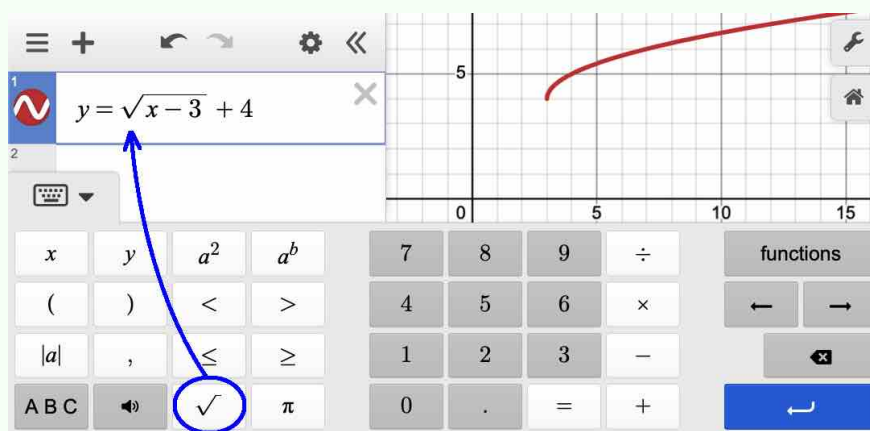 1
y = √(x − 3) + 4
2
5
0 5 10 15
x y a² aᵇ 7 8 9 ÷ functions
( ) < > 4 5 6 × ← →
|a| , ≤ ≥ 1 2 3 −
A B C √ π 0 . = +